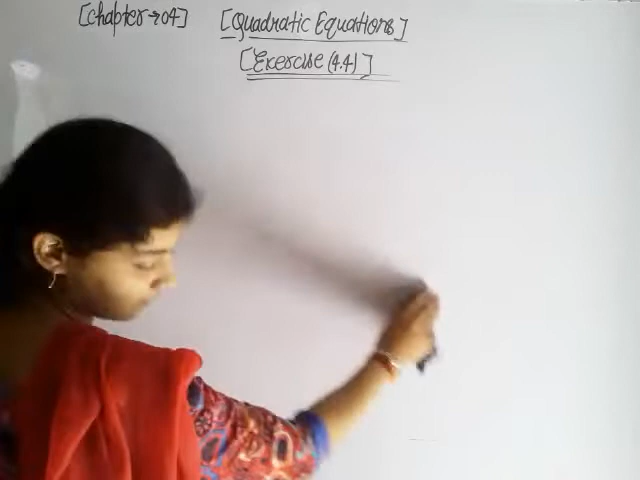 [Chapter→04] [Quadratic Equations]
[Exercise (4.4)]